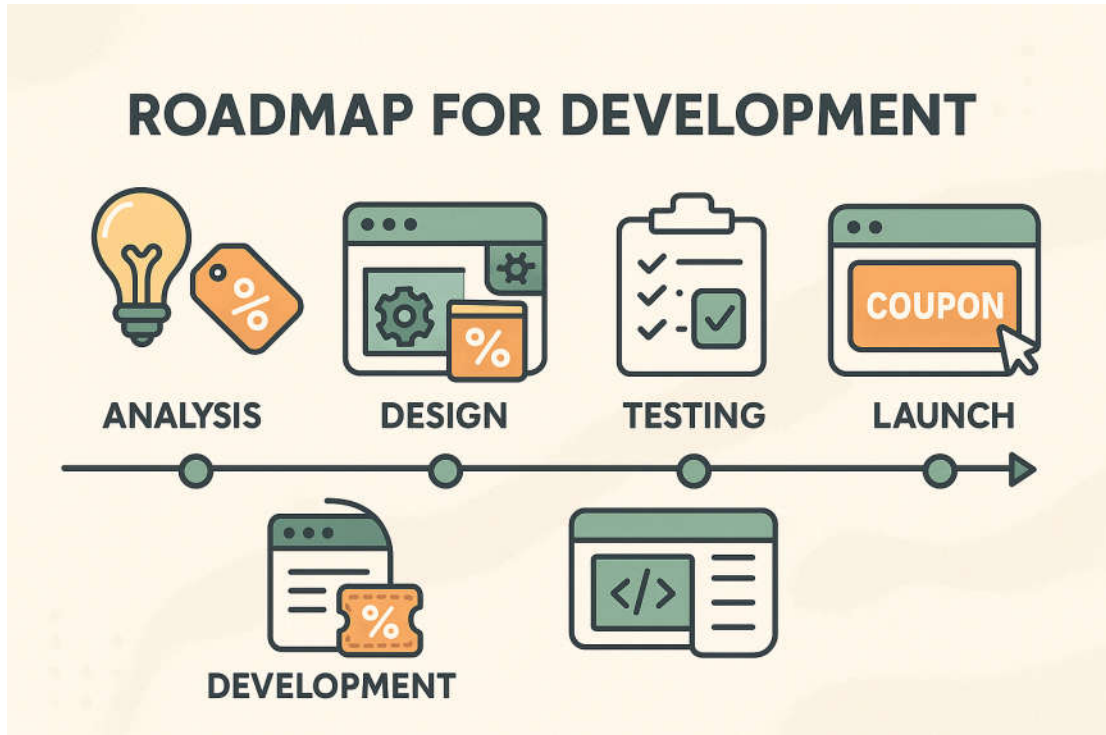 ROADMAP FOR DEVELOPMENT
%
%
COUPON
ANALYSIS
DESIGN
TESTING
LAUNCH
</>
%
DEVELOPMENT